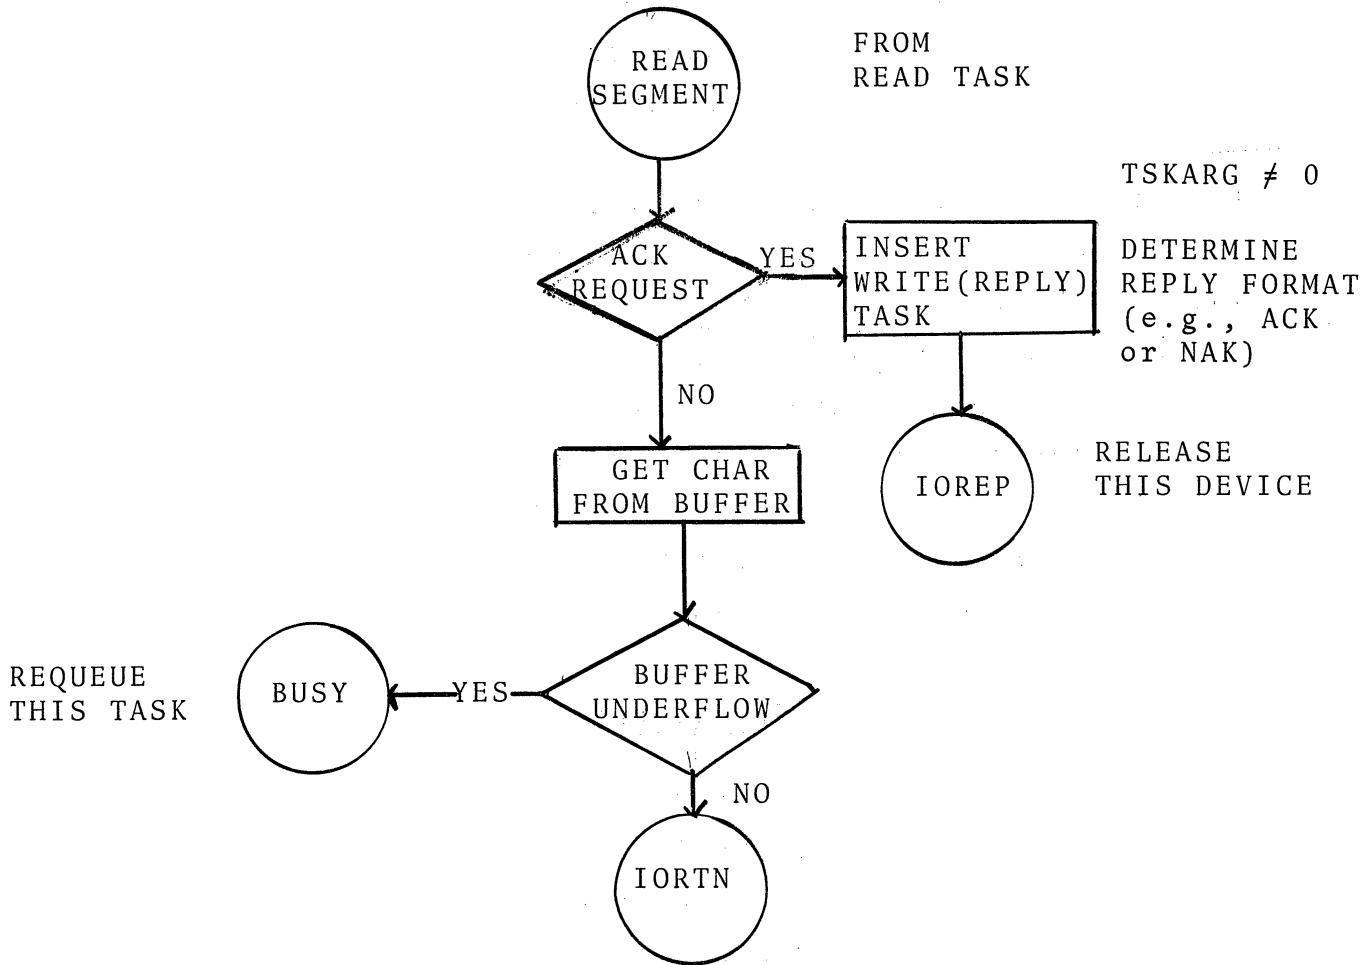 READ
SEGMENT
FROM
READ TASK
TSKARG ≠ 0
ACK
REQUEST
YES
INSERT
WRITE(REPLY)
TASK
DETERMINE
REPLY FORMAT
(e.g., ACK
or NAK)
NO
GET CHAR
FROM BUFFER
IOREP
RELEASE
THIS DEVICE
REQUEUE
THIS TASK
BUSY
YES
BUFFER
UNDERFLOW
NO
IORTN